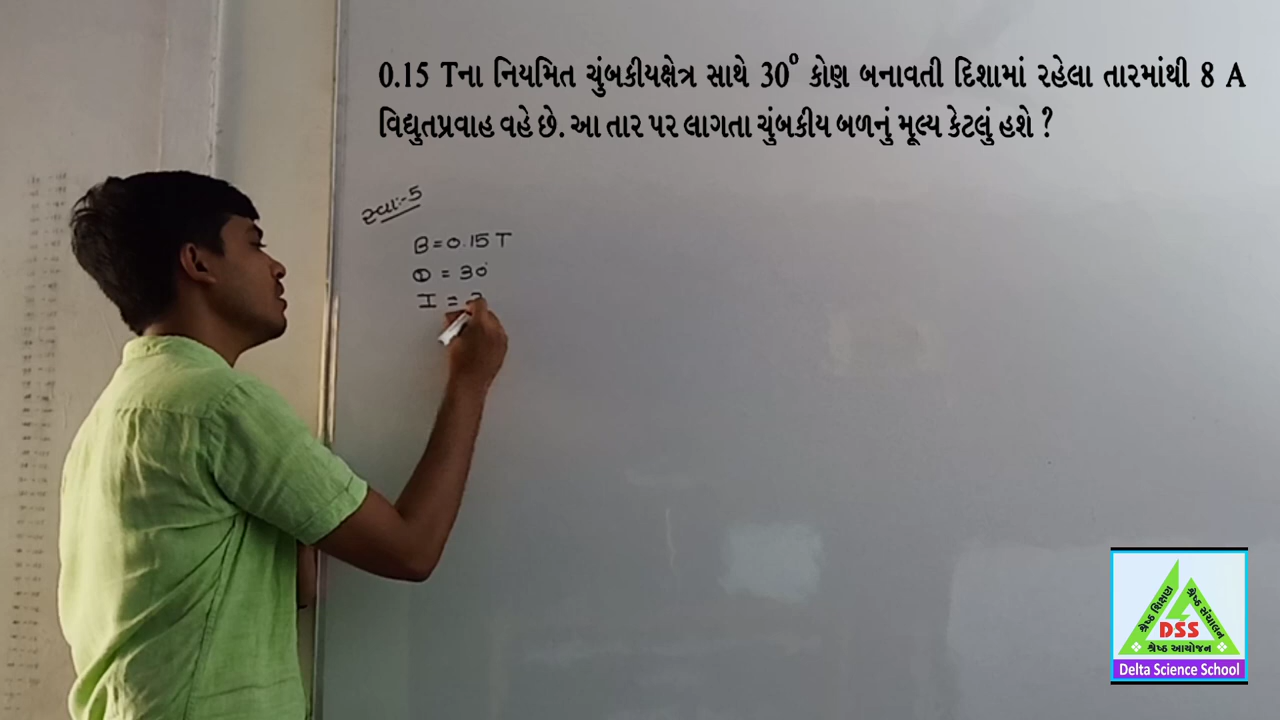 0.15 Tના નિયમિત ચુંબકીયક્ષેત્ર સાથે 30° કોણ બનાવતી દિશામાં રહેલા તારમાંથી 8 A
વિદ્યુતપ્રવાહ વહે છે. આ તાર પર લાગતા ચુંબકીય બળનું મૂલ્ય કેટલું હશે ?
સ્વા:-5
B = 0.15 T
θ = 30°
I =
શ્રેષ્ઠ શિક્ષણ
શ્રેષ્ઠ સંચાલન
DSS
શ્રેષ્ઠ આયોજન
Delta Science School